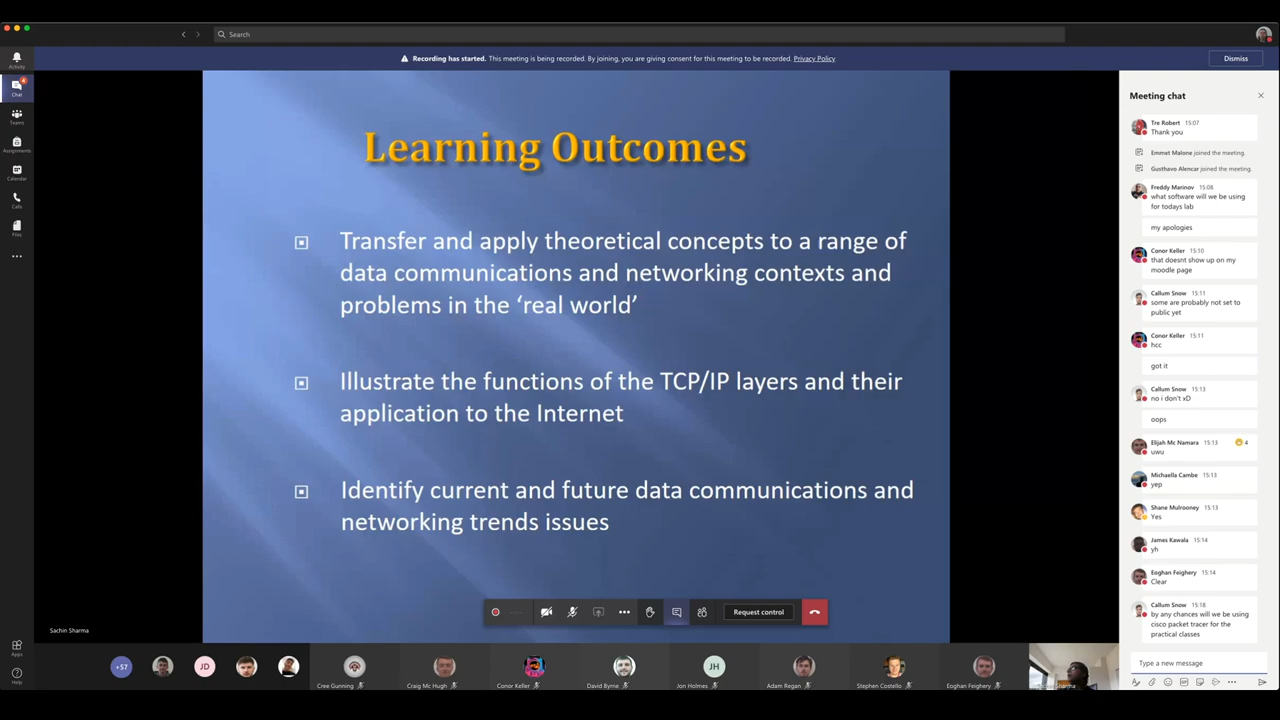 Search
Recording has started. This meeting is being recorded. By joining, you are giving consent for this meeting to be recorded. Privacy Policy
Dismiss
Activity
4
Chat
Teams
Assignments
Calendar
Calls
Files
Apps
Help
Learning Outcomes
Transfer and apply theoretical concepts to a range of
data communications and networking contexts and
problems in the ‘real world’
Illustrate the functions of the TCP/IP layers and their
application to the Internet
Identify current and future data communications and
networking trends issues
Request control
Sachin Sharma
+57
JD
Cree Gunning
Craig Mc Hugh
Conor Keller
David Byrne
JH
Jon Holmes
Adam Regan
Stephen Costello
Eoghan Feighery
Meeting chat
Tre Robert 15:07
Thank you
Emmet Malone joined the meeting.
Gusthavo Alencar joined the meeting.
Freddy Marinov 15:08
what software will we be using
for todays lab
my apologies
Conor Keller 15:10
that doesnt show up on my
moodle page
Callum Snow 15:11
some are probably not set to
public yet
Conor Keller 15:11
hcc
got it
Callum Snow 15:13
no i don't xD
oops
Elijah Mc Namara 15:13 4
uwu
Michaella Cambe 15:13
yep
Shane Mulrooney 15:13
Yes
James Kawala 15:14
yh
Eoghan Feighery 15:14
Clear
Callum Snow 15:18
by any chances will we be using
cisco packet tracer for the
practical classes
Type a new message